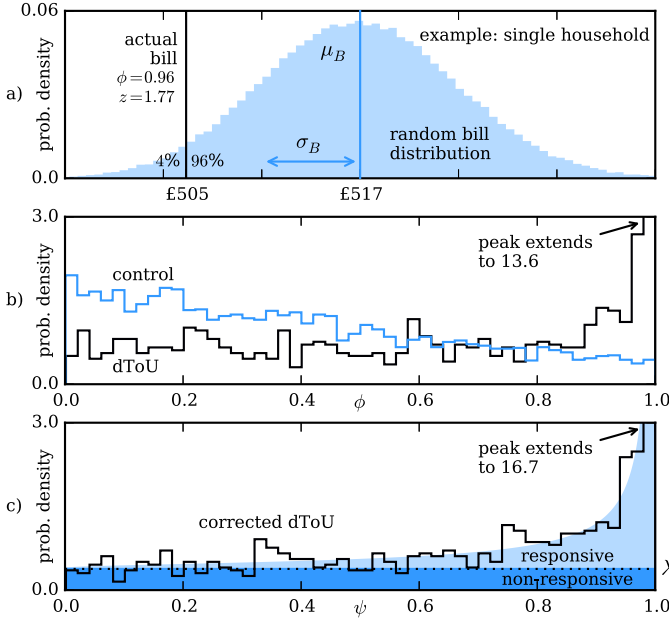 0.06
example: single household
actual
bill
ϕ=0.96
z=1.77
μ_B
prob. density
a)
σ_B
random bill
distribution
4% 96%
0.0
£505 £517
3.0
peak extends
to 13.6
control
prob. density
b)
dToU
0.0
0.0 0.2 0.4 0.6 0.8 1.0
ϕ
3.0
peak extends
to 16.7
prob. density
c)
corrected dToU
responsive
non-responsive
0.0
0.0 0.2 0.4 0.6 0.8 1.0
ψ